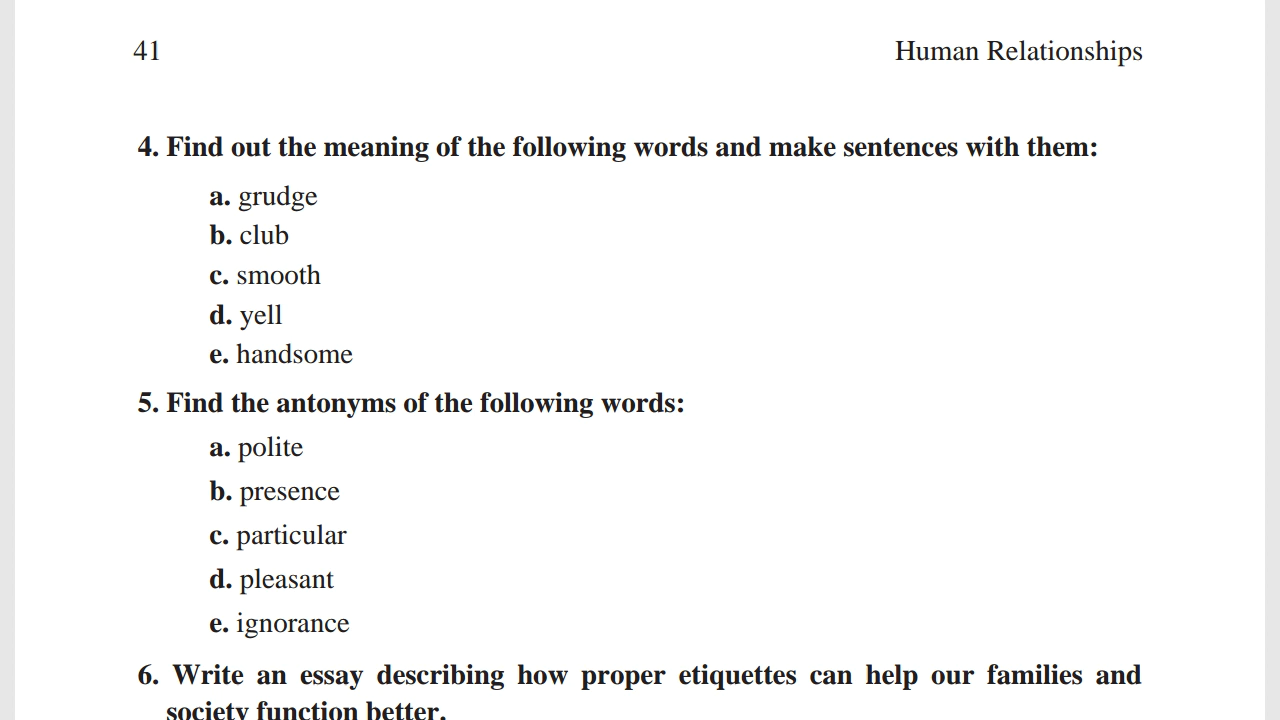 41 Human Relationships
4. Find out the meaning of the following words and make sentences with them:
a. grudge
b. club
c. smooth
d. yell
e. handsome
5. Find the antonyms of the following words:
a. polite
b. presence
c. particular
d. pleasant
e. ignorance
6. Write an essay describing how proper etiquettes can help our families and
society function better.